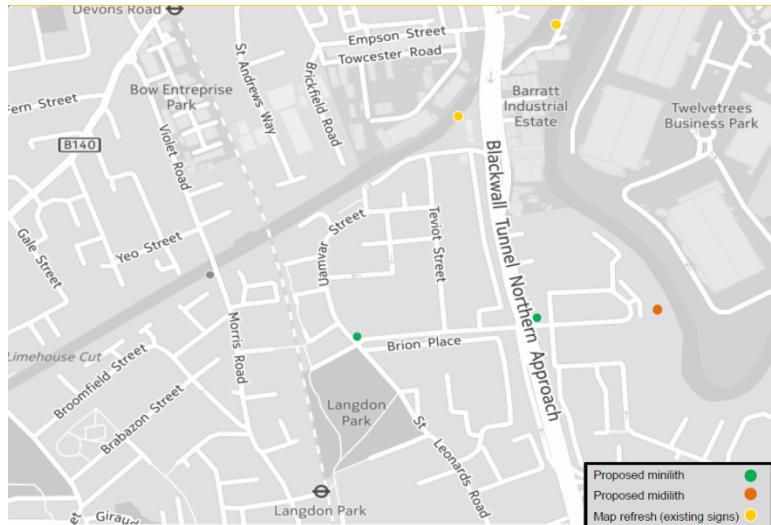 Devons Road
Empson Street
Towcester Road
St Andrews Way
Brickfield Road
Barratt
Industrial
Estate
Twelvetrees
Business Park
Fern Street
Bow Entreprise
Park
B140
Violet Road
Blackwall Tunnel Northern Approach
Gale Street
Yeo Street
Uamvar Street
Teviot Street
Morris Road
Limehouse Cut
Brion Place
Broomfield Street
Brabazon Street
Langdon
Park
St Leonards Road
Langdon Park
Giraud
Proposed minilith
Proposed midilith
Map refresh (existing signs)